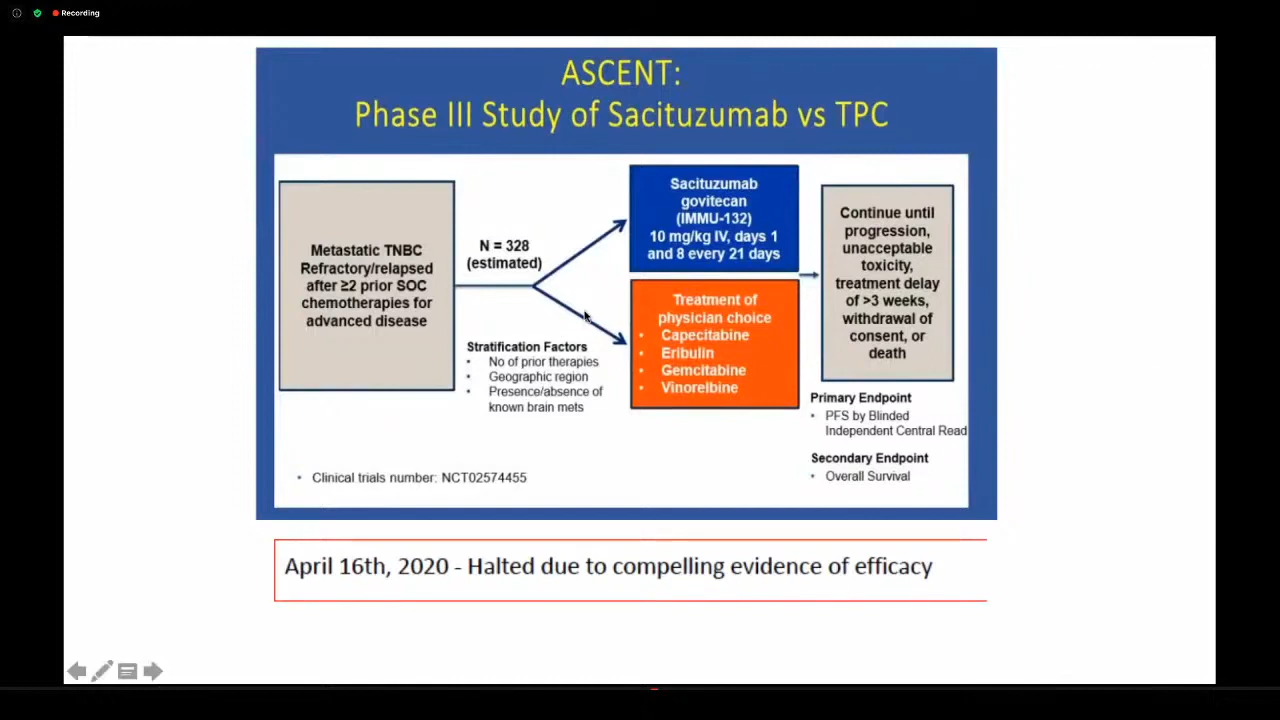 Recording
ASCENT:
Phase III Study of Sacituzumab vs TPC
Metastatic TNBC
Refractory/relapsed
after ≥2 prior SOC
chemotherapies for
advanced disease
N = 328
(estimated)
Stratification Factors
• No of prior therapies
• Geographic region
• Presence/absence of
known brain mets
Sacituzumab
govitecan
(IMMU-132)
10 mg/kg IV, days 1
and 8 every 21 days
Treatment of
physician choice
• Capecitabine
• Eribulin
• Gemcitabine
• Vinorelbine
Continue until
progression,
unacceptable
toxicity,
treatment delay
of >3 weeks,
withdrawal of
consent, or
death
Primary Endpoint
• PFS by Blinded
Independent Central Read
Secondary Endpoint
• Overall Survival
• Clinical trials number: NCT02574455
April 16th, 2020 - Halted due to compelling evidence of efficacy